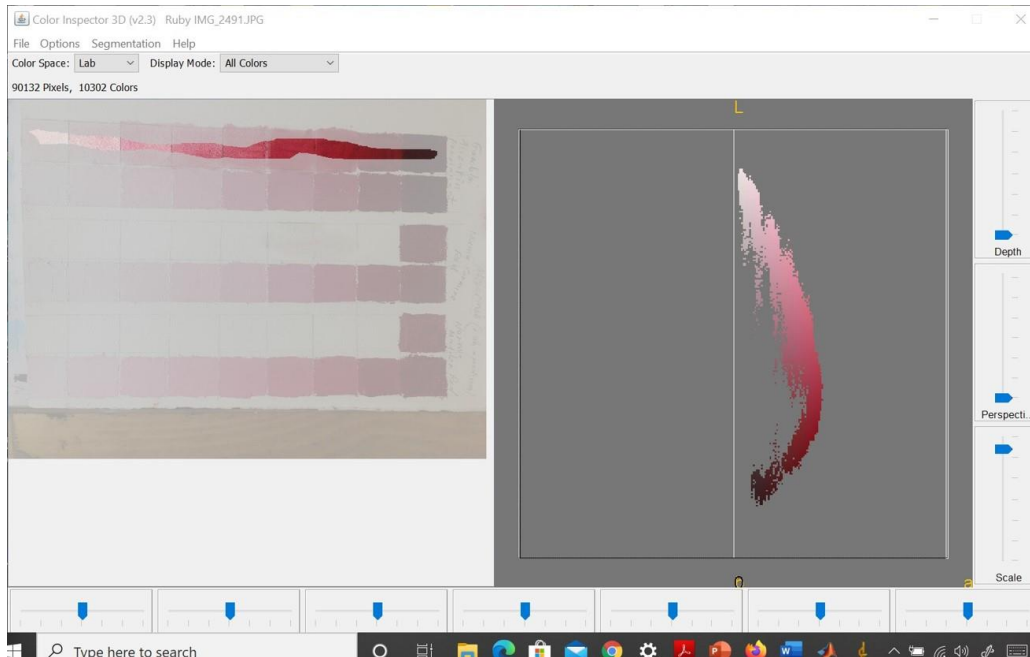 Color Inspector 3D (v2.3) Ruby IMG_2491.JPG
File Options Segmentation Help
Color Space: Lab Display Mode: All Colors
90132 Pixels, 10302 Colors
L
Depth
Perspecti..
Scale
0
a
Type here to search